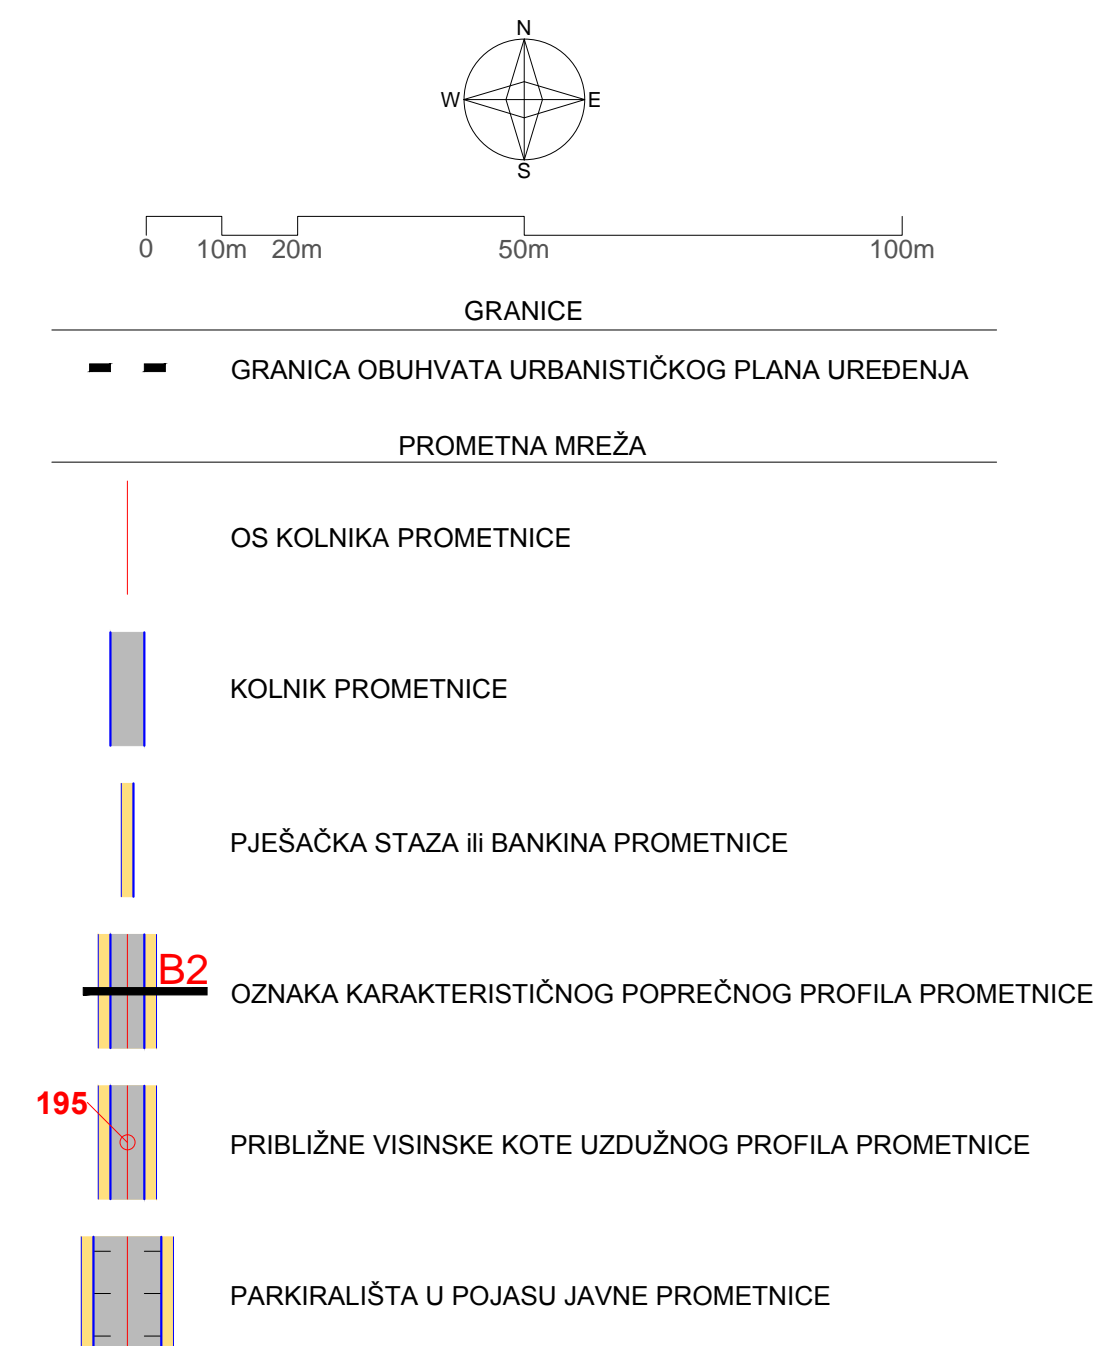 N
W E
S
0 10m 20m 50m 100m
GRANICE
GRANICA OBUHVATA URBANISTIČKOG PLANA UREĐENJA
PROMETNA MREŽA
OS KOLNIKA PROMETNICE
KOLNIK PROMETNICE
PJEŠAČKA STAZA ili BANKINA PROMETNICE
B2
OZNAKA KARAKTERISTIČNOG POPREČNOG PROFILA PROMETNICE
195
PRIBLIŽNE VISINSKE KOTE UZDUŽNOG PROFILA PROMETNICE
PARKIRALIŠTA U POJASU JAVNE PROMETNICE